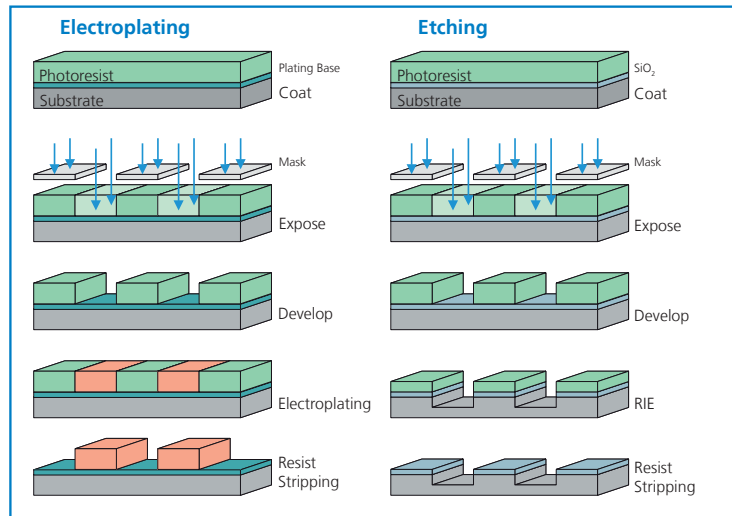 Electroplating
Photoresist
Plating Base
Substrate
Coat
Mask
Expose
Develop
Electroplating
Resist
Stripping
Etching
Photoresist
SiO₂
Substrate
Coat
Mask
Expose
Develop
RIE
Resist
Stripping